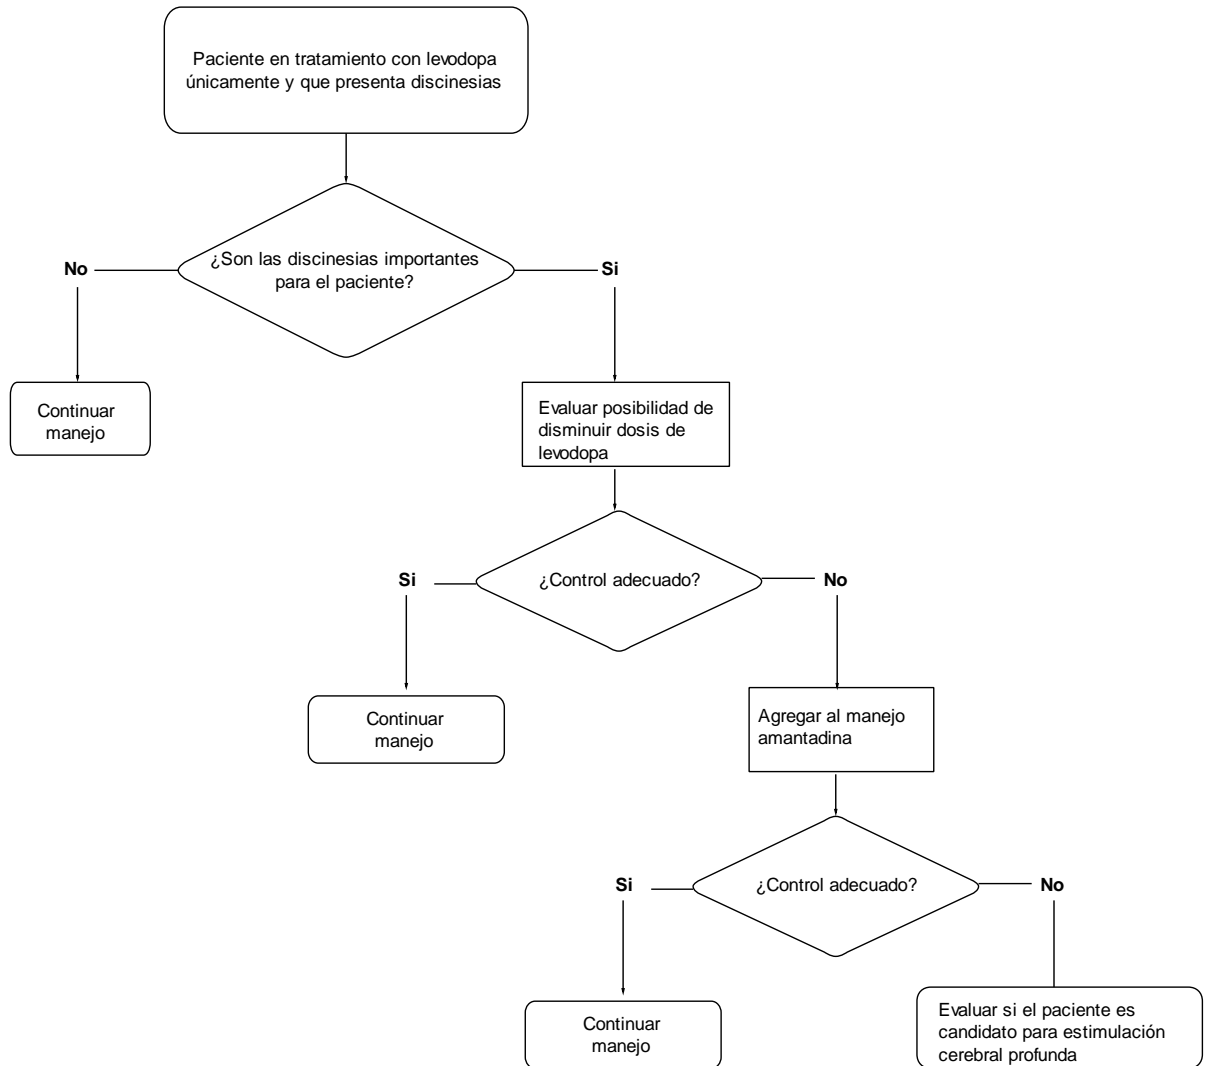 Paciente en tratamiento con levodopa
únicamente y que presenta discinesias
¿Son las discinesias importantes
para el paciente?
No
Si
Continuar
manejo
Evaluar posibilidad de
disminuir dosis de
levodopa
¿Control adecuado?
Si
No
Continuar
manejo
Agregar al manejo
amantadina
¿Control adecuado?
Si
No
Continuar
manejo
Evaluar si el paciente es
candidato para estimulación
cerebral profunda